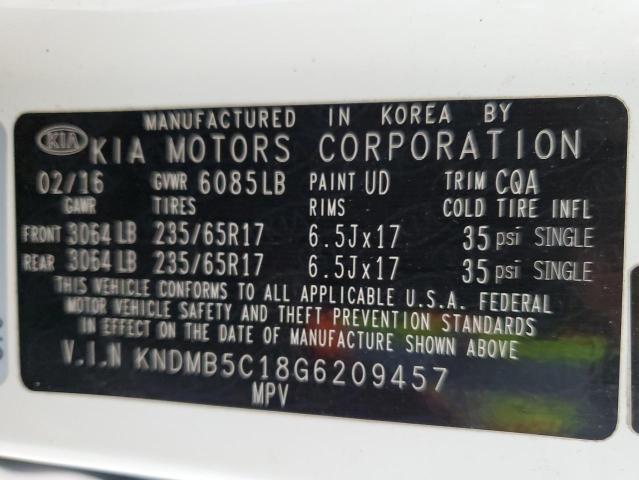 MANUFACTURED IN KOREA BY
KIA KIA MOTORS CORPORATION
02/16 GVWR 6085LB PAINT UD TRIM CQA
GAWR TIRES RIMS COLD TIRE INFL
FRONT 3064 LB 235/65R17 6.5Jx17 35 psi SINGLE
REAR 3064 LB 235/65R17 6.5Jx17 35 psi SINGLE
THIS VEHICLE CONFORMS TO ALL APPLICABLE U.S.A. FEDERAL
MOTOR VEHICLE SAFETY AND THEFT PREVENTION STANDARDS
IN EFFECT ON THE DATE OF MANUFACTURE SHOWN ABOVE
V.I.N KNDMB5C18G6209457
MPV